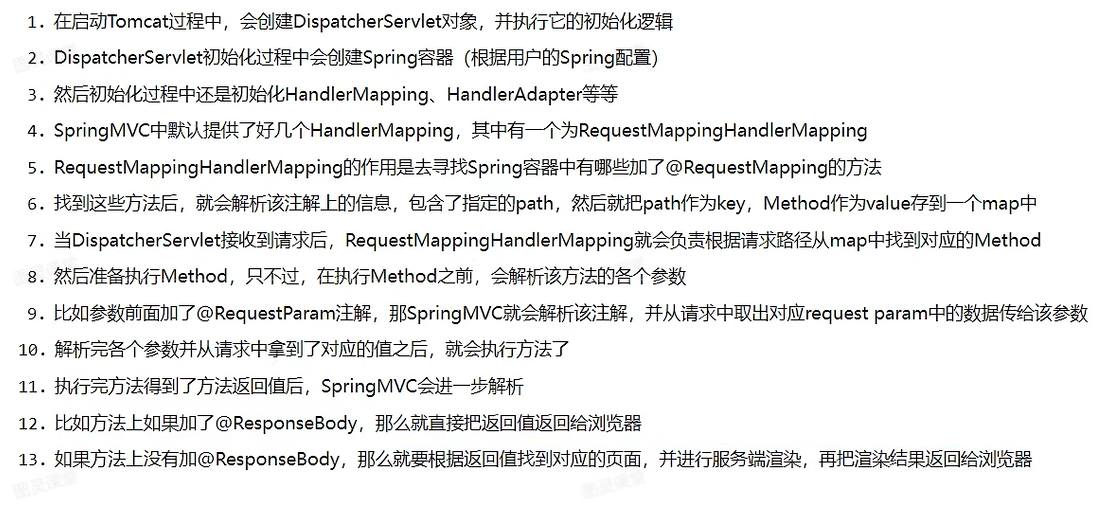 1. 在启动Tomcat过程中，会创建DispatcherServlet对象，并执行它的初始化逻辑
2. DispatcherServlet初始化过程中会创建Spring容器（根据用户的Spring配置）
3. 然后初始化过程中还是初始化HandlerMapping、HandlerAdapter等等
4. SpringMVC中默认提供了好几个HandlerMapping，其中有一个为RequestMappingHandlerMapping
5. RequestMappingHandlerMapping的作用是去寻找Spring容器中有哪些加了@RequestMapping的方法
6. 找到这些方法后，就会解析该注解上的信息，包含了指定的path，然后就把path作为key，Method作为value存到一个map中
7. 当DispatcherServlet接收到请求后，RequestMappingHandlerMapping就会负责根据请求路径从map中找到对应的Method
8. 然后准备执行Method，只不过，在执行Method之前，会解析该方法的各个参数
9. 比如参数前面加了@RequestParam注解，那SpringMVC就会解析该注解，并从请求中取出对应request param中的数据传给该参数
10. 解析完各个参数并从请求中拿到了对应的值之后，就会执行方法了
11. 执行完方法得到了方法返回值后，SpringMVC会进一步解析
12. 比如方法上如果加了@ResponseBody，那么就直接把返回值返回给浏览器
13. 如果方法上没有加@ResponseBody，那么就要根据返回值找到对应的页面，并进行服务端渲染，再把渲染结果返回给浏览器